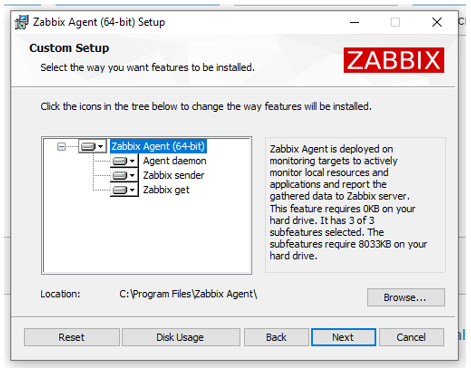 Zabbix Agent (64-bit) Setup
Custom Setup
Select the way you want features to be installed.
ZABBIX
Click the icons in the tree below to change the way features will be installed.
Zabbix Agent (64-bit)
Agent daemon
Zabbix sender
Zabbix get
Zabbix Agent is deployed on
monitoring targets to actively
monitor local resources and
applications and report the
gathered data to Zabbix server.
This feature requires 0KB on your
hard drive. It has 3 of 3
subfeatures selected. The
subfeatures require 8033KB on your
hard drive.
Location:
C:\Program Files\Zabbix Agent\
Browse...
Reset
Disk Usage
Back
Next
Cancel